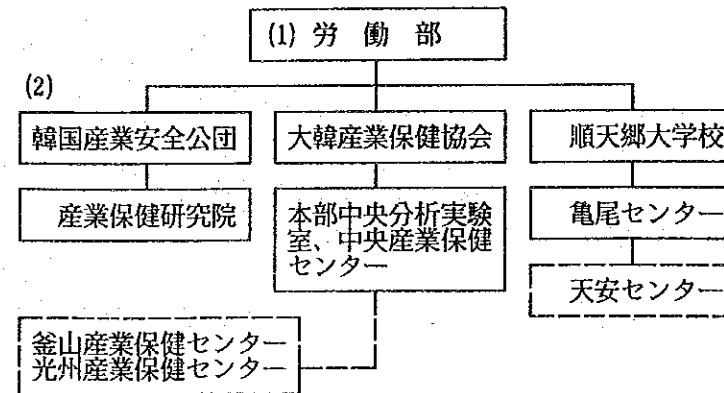 (1) 労働部
(2)
韓国産業安全公団
大韓産業保健協会
順天郷大学校
産業保健研究院
本部中央分析実験
室、中央産業保健
センター
亀尾センター
天安センター
釜山産業保健センター
光州産業保健センター